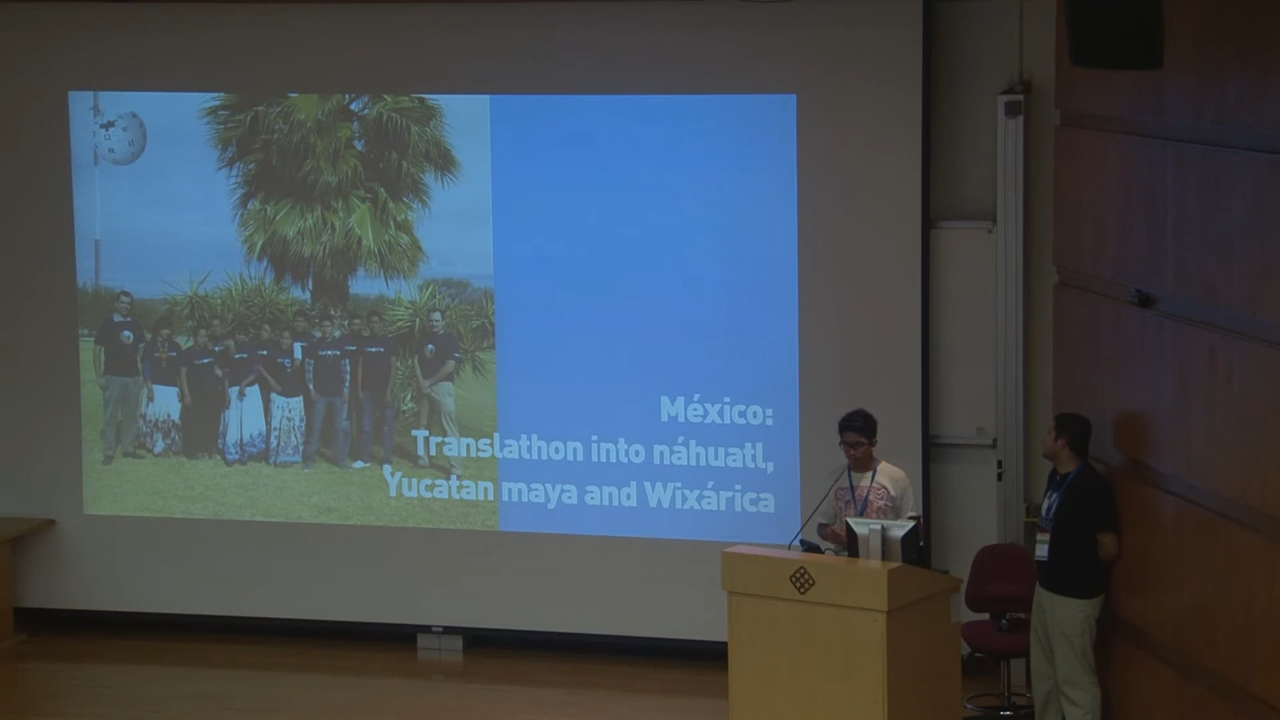 México:
Translathon into náhuatl,
Yucatan maya and Wixárica